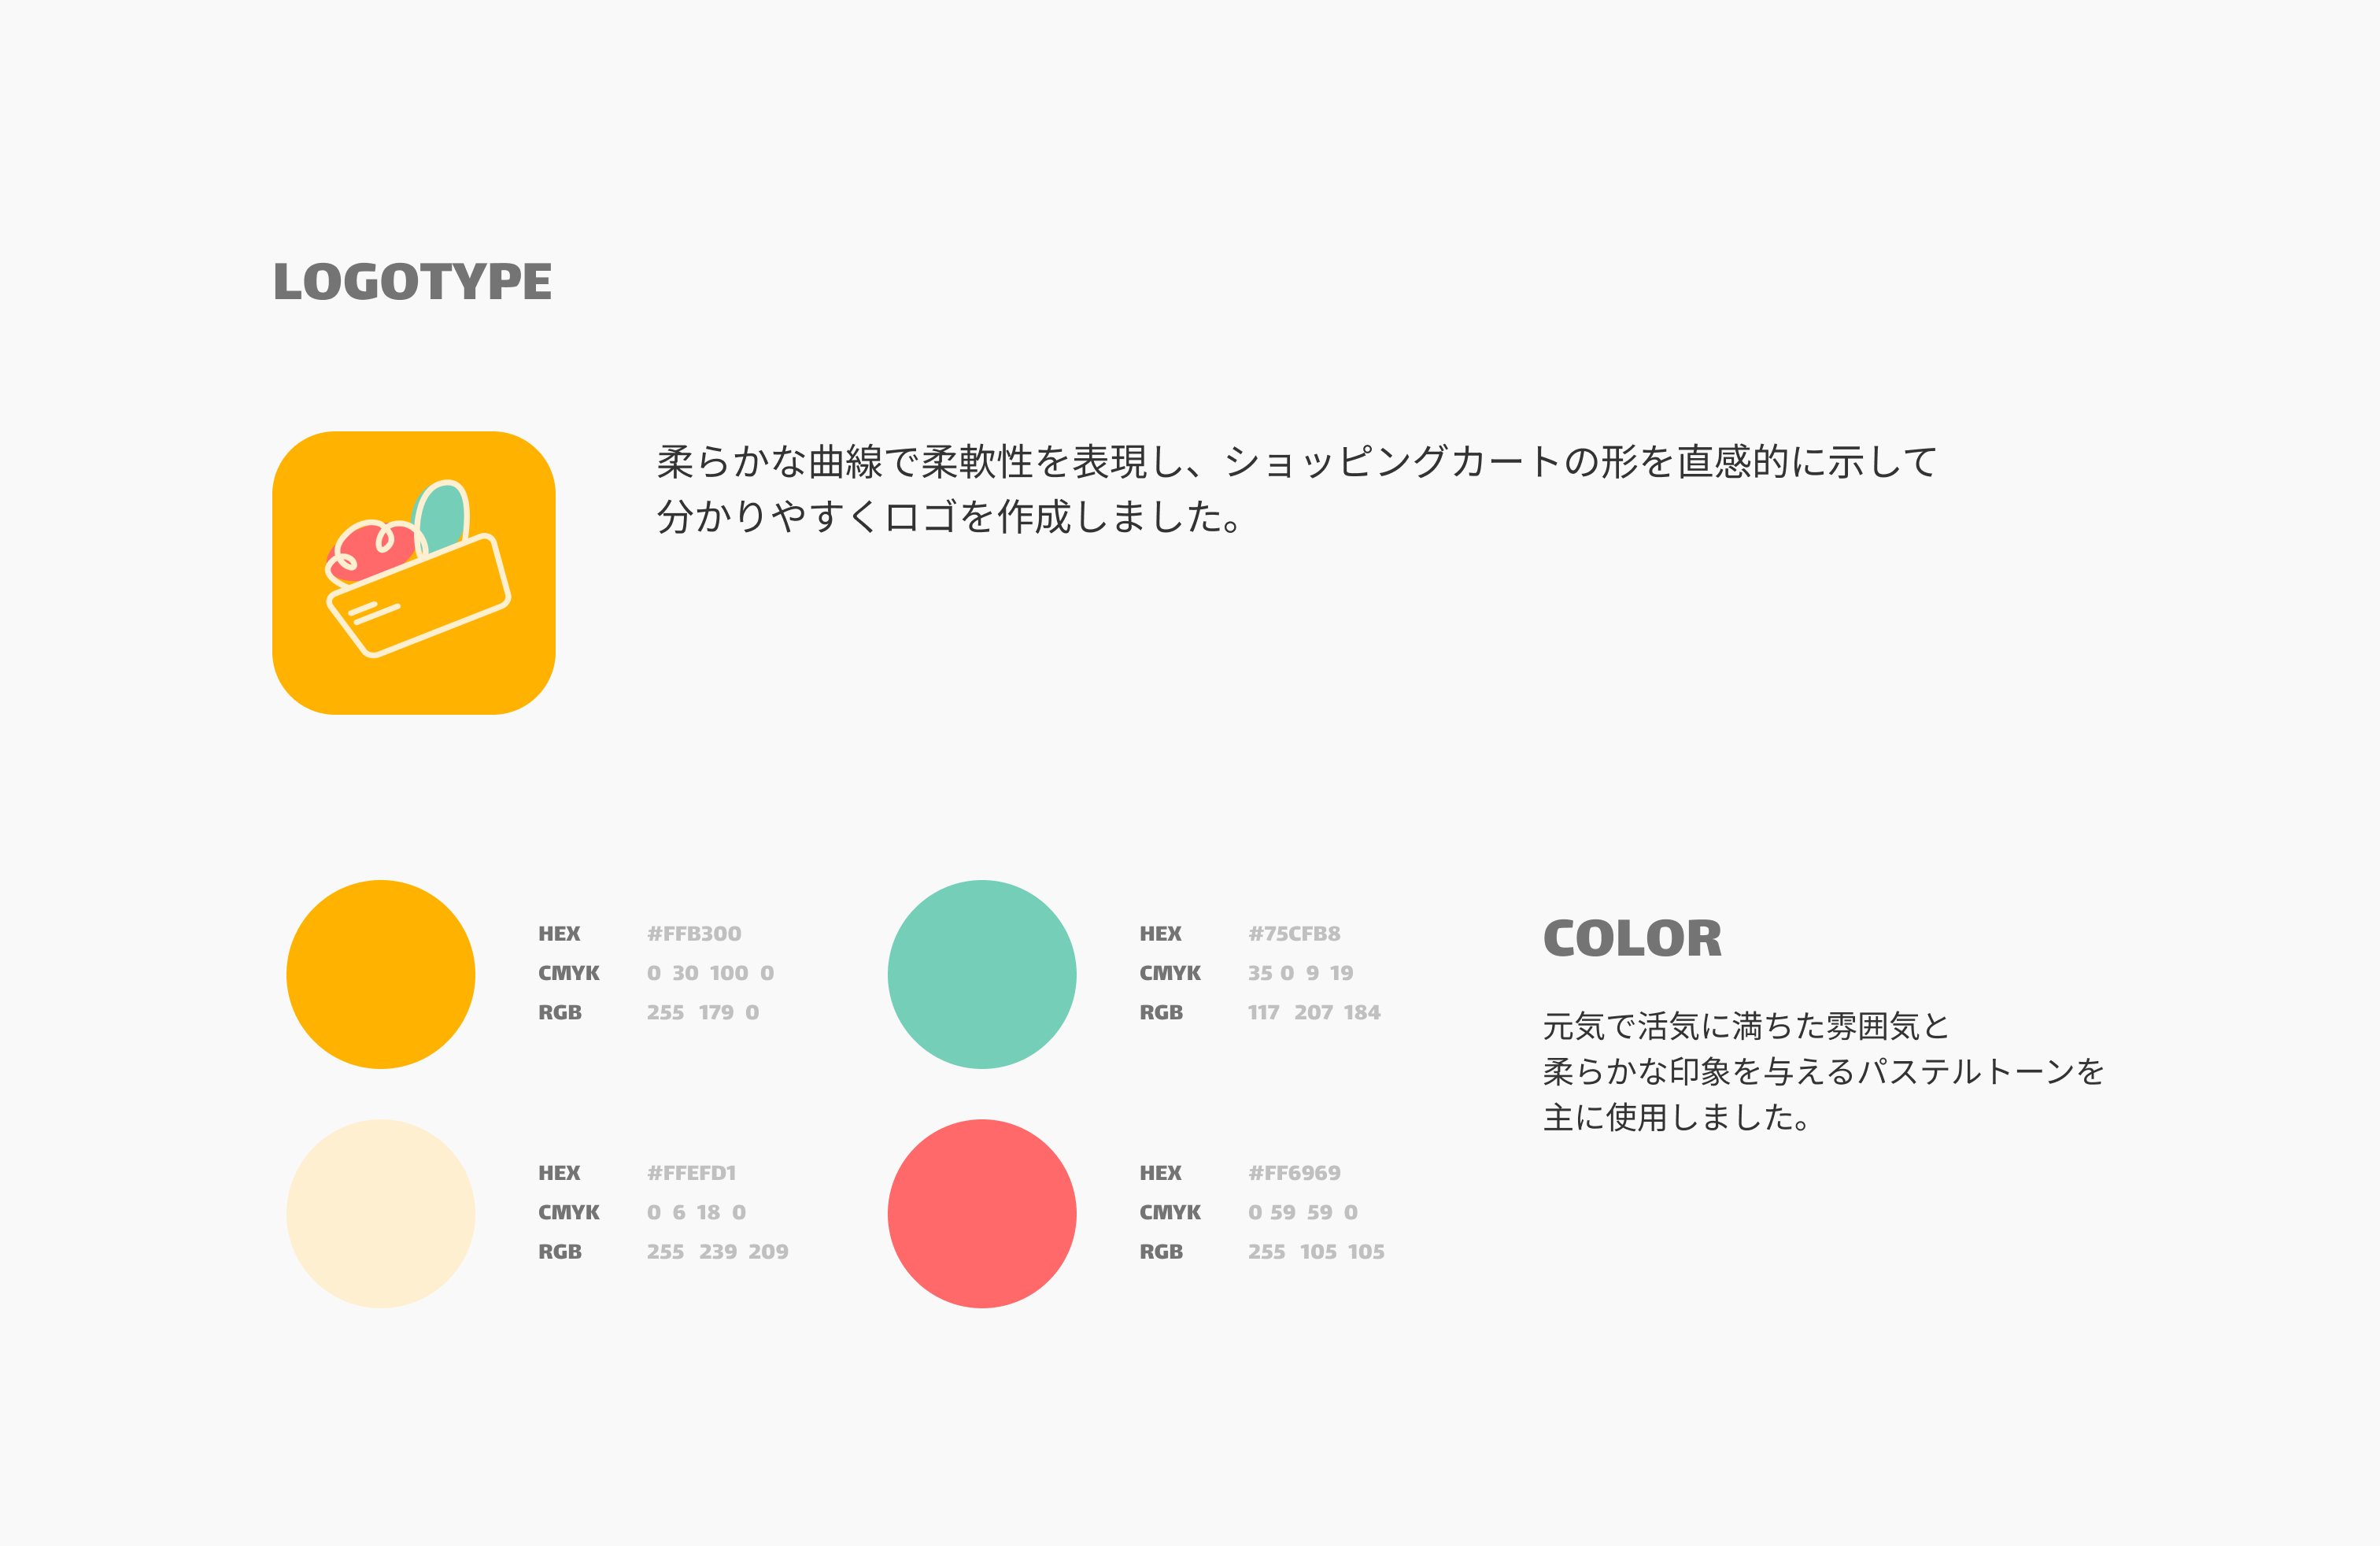 LOGOTYPE
柔らかな曲線で柔軟性を表現し、ショッピングカートの形を直感的に示して
分かりやすくロゴを作成しました。
HEX #FFB300
CMYK 0 30 100 0
RGB 255 179 0
HEX #75CFB8
CMYK 35 0 9 19
RGB 117 207 184
HEX #FFEFD1
CMYK 0 6 18 0
RGB 255 239 209
HEX #FF6969
CMYK 0 59 59 0
RGB 255 105 105
COLOR
元気で活気に満ちた雰囲気と
柔らかな印象を与えるパステルトーンを
主に使用しました。